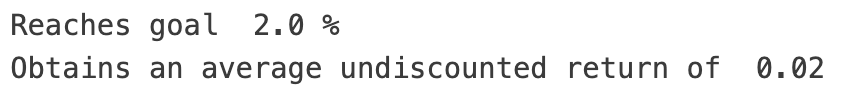 Reaches goal  2.0 %
Obtains an average undiscounted return of  0.02